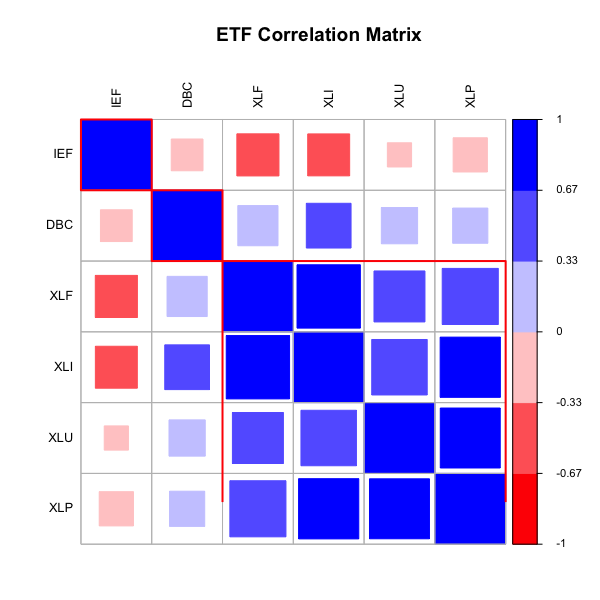 ETF Correlation Matrix
IEF DBC XLF XLI XLU XLP
IEF
DBC
XLF
XLI
XLU
XLP
1
0.67
0.33
0
-0.33
-0.67
-1